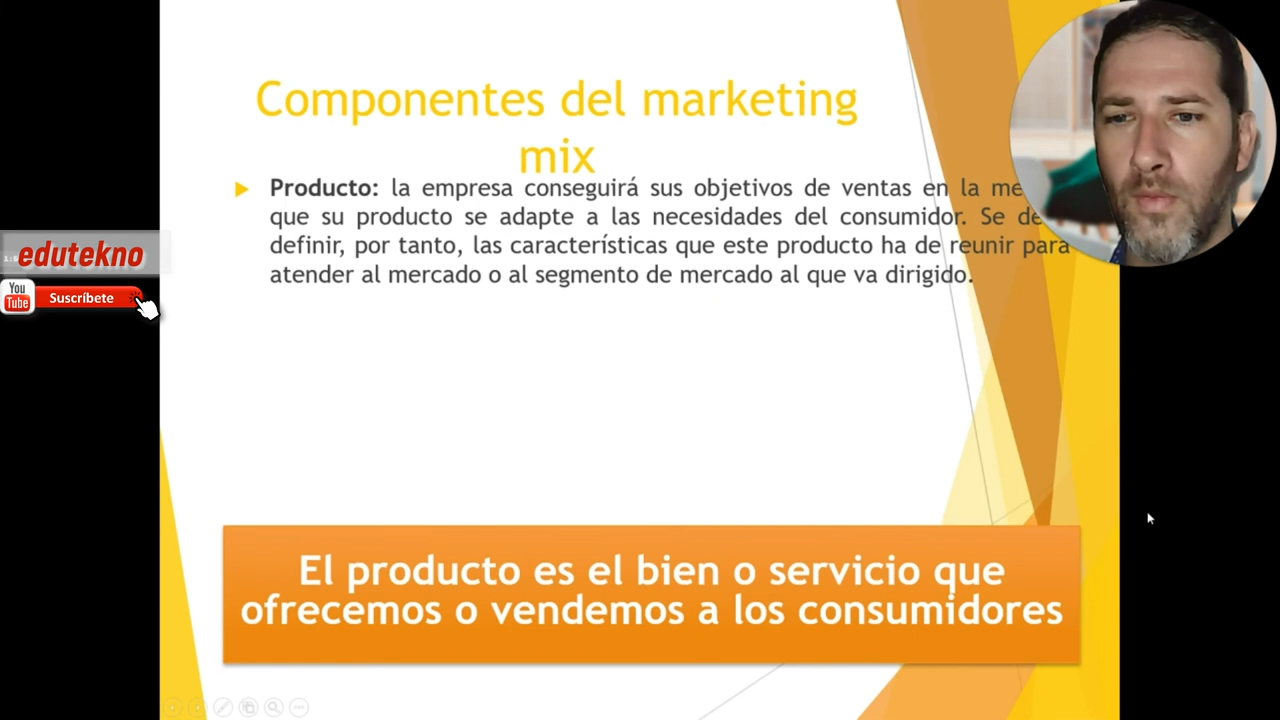 Componentes del marketing
mix
Producto: la empresa conseguirá sus objetivos de ventas en la
que su producto se adapte a las necesidades del consumidor. Se
definir, por tanto, las características que este producto ha de reunir para
atender al mercado o al segmento de mercado al que va dirigido.
edutekno
You
Tube
Suscríbete
El producto es el bien o servicio que
ofrecemos o vendemos a los consumidores